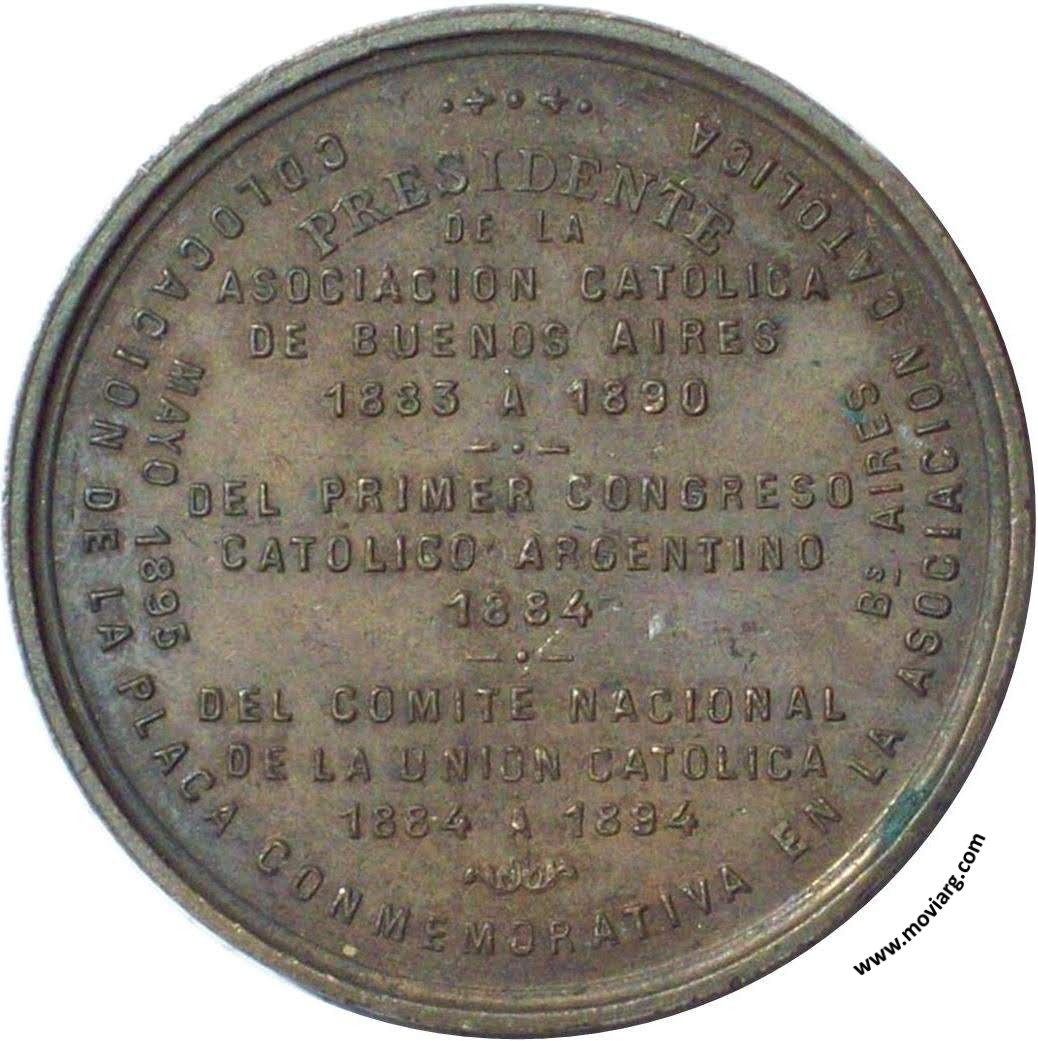 COLOCACION DE LA PLACA CONMEMORATIVA EN LA ASOCIACION CATOLICA
MAYO 1895
Bs AIRES
PRESIDENTE
DE LA
ASOCIACION CATOLICA
DE BUENOS AIRES
1883 A 1890
DEL PRIMER CONGRESO
CATOLICO ARGENTINO
1884
DEL COMITE NACIONAL
DE LA UNION CATOLICA
1884 A 1894
www.moviarg.com